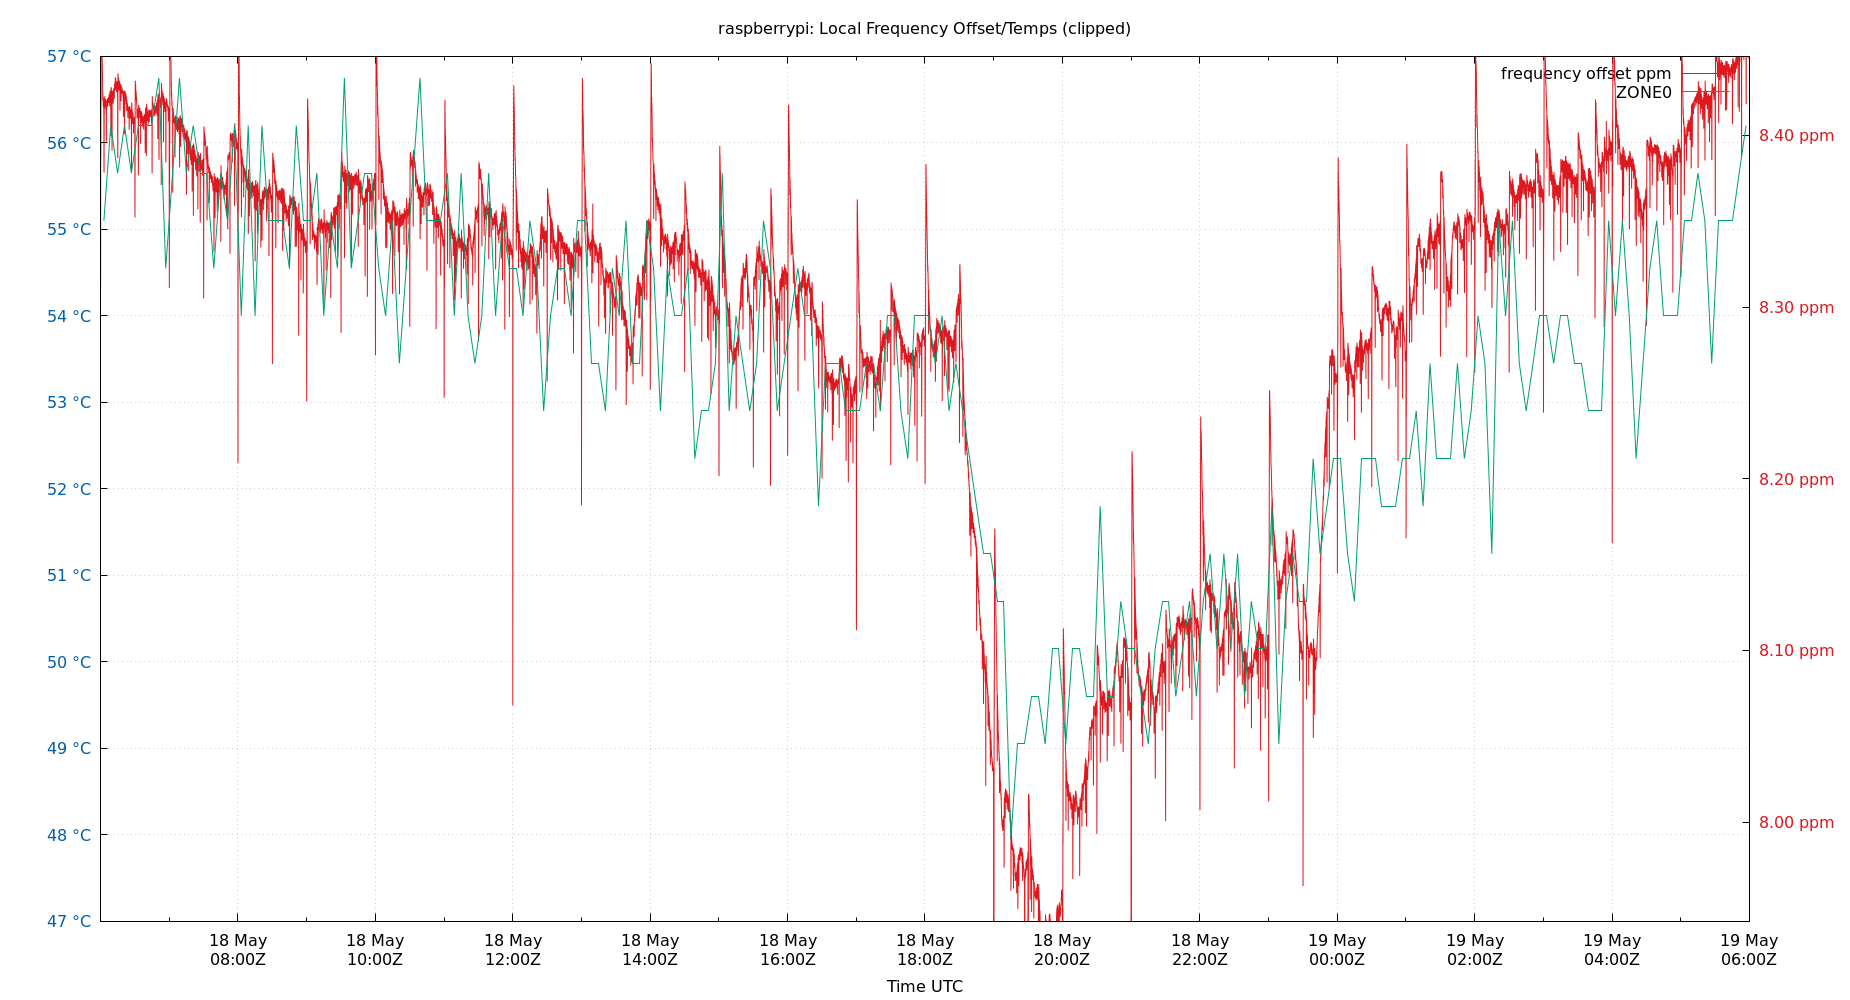 raspberrypi: Local Frequency Offset/Temps (clipped)
57 °C
56 °C
55 °C
54 °C
53 °C
52 °C
51 °C
50 °C
49 °C
48 °C
47 °C
frequency offset ppm
ZONE0
8.40 ppm
8.30 ppm
8.20 ppm
8.10 ppm
8.00 ppm
18 May 18 May 18 May 18 May 18 May 18 May 18 May 18 May 19 May 19 May 19 May 19 May
08:00Z 10:00Z 12:00Z 14:00Z 16:00Z 18:00Z 20:00Z 22:00Z 00:00Z 02:00Z 04:00Z 06:00Z
Time UTC